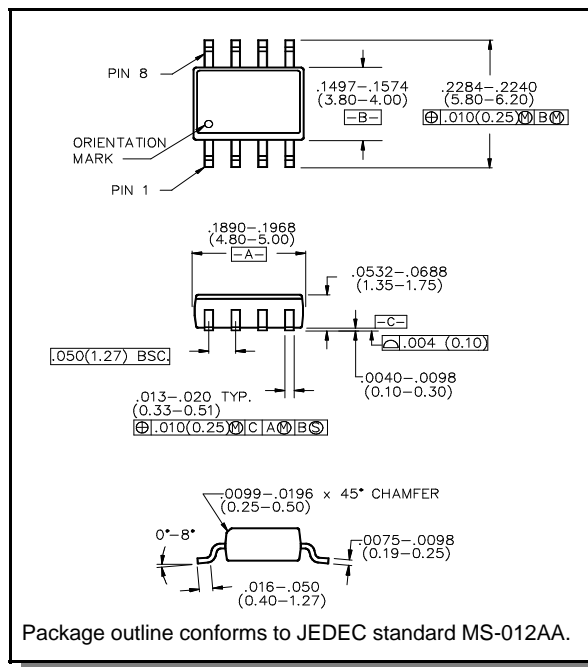 PIN 8
.1497–.1574
(3.80–4.00)
–B–
.2284–.2240
(5.80–6.20)
⊕ .010(0.25)Ⓜ BⓂ
ORIENTATION
MARK
PIN 1
.1890–.1968
(4.80–5.00)
–A–
.0532–.0688
(1.35–1.75)
–C–
.004 (0.10)
.050(1.27) BSC.
.0040–.0098
(0.10–0.30)
.013–.020 TYP.
(0.33–0.51)
⊕ .010(0.25)Ⓜ C AⓂ BⓈ
.0099–.0196 x 45° CHAMFER
(0.25–0.50)
0°–8°
.0075–.0098
(0.19–0.25)
.016–.050
(0.40–1.27)
Package outline conforms to JEDEC standard MS-012AA.